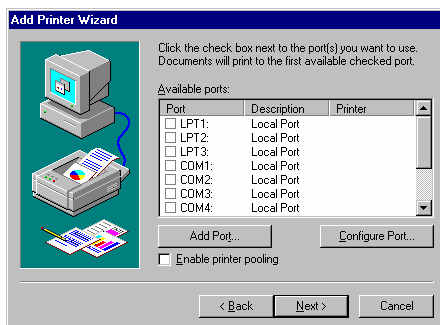 Add Printer Wizard
Click the check box next to the port(s) you want to use.
Documents will print to the first available checked port.
Available ports:
Port Description Printer
LPT1: Local Port
LPT2: Local Port
LPT3: Local Port
COM1: Local Port
COM2: Local Port
COM3: Local Port
COM4: Local Port
Add Port... Configure Port...
Enable printer pooling
< Back Next > Cancel